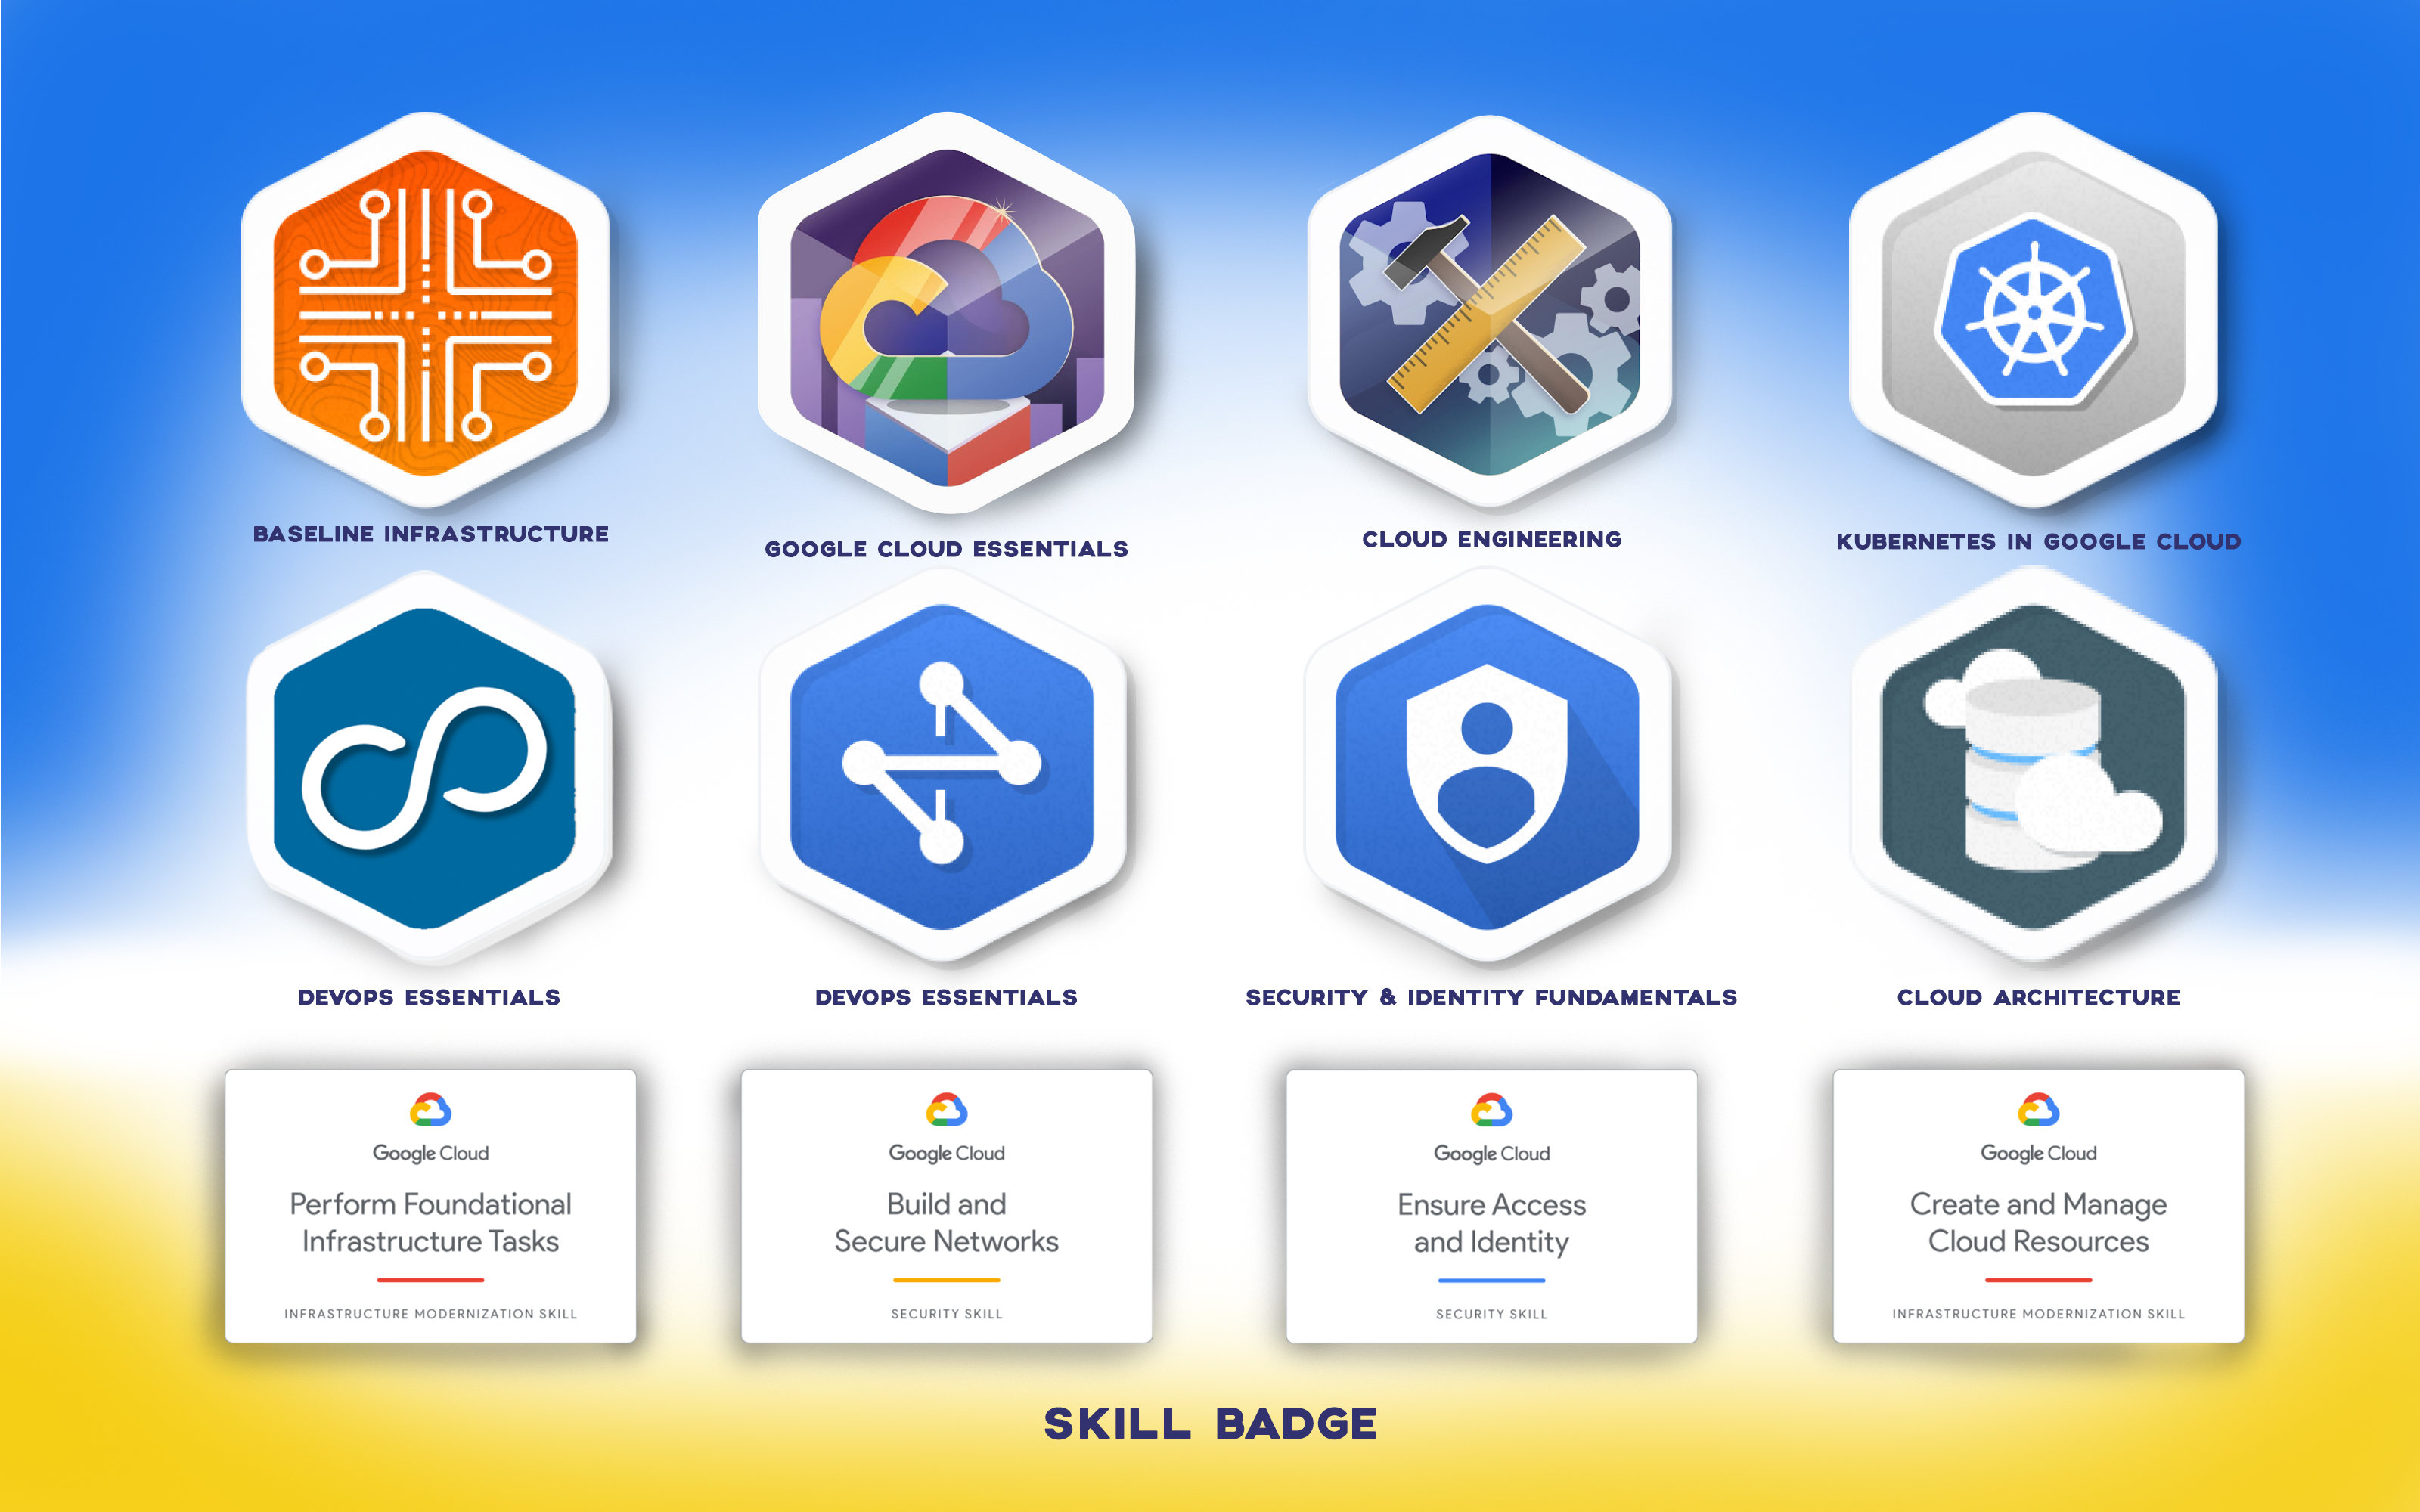 BASELINE INFRASTRUCTURE
GOOGLE CLOUD ESSENTIALS
CLOUD ENGINEERING
KUBERNETES IN GOOGLE CLOUD
DEVOPS ESSENTIALS
DEVOPS ESSENTIALS
SECURITY & IDENTITY FUNDAMENTALS
CLOUD ARCHITECTURE
Google Cloud
Perform Foundational
Infrastructure Tasks
INFRASTRUCTURE MODERNIZATION SKILL
Google Cloud
Build and
Secure Networks
SECURITY SKILL
Google Cloud
Ensure Access
and Identity
SECURITY SKILL
Google Cloud
Create and Manage
Cloud Resources
INFRASTRUCTURE MODERNIZATION SKILL
SKILL BADGE